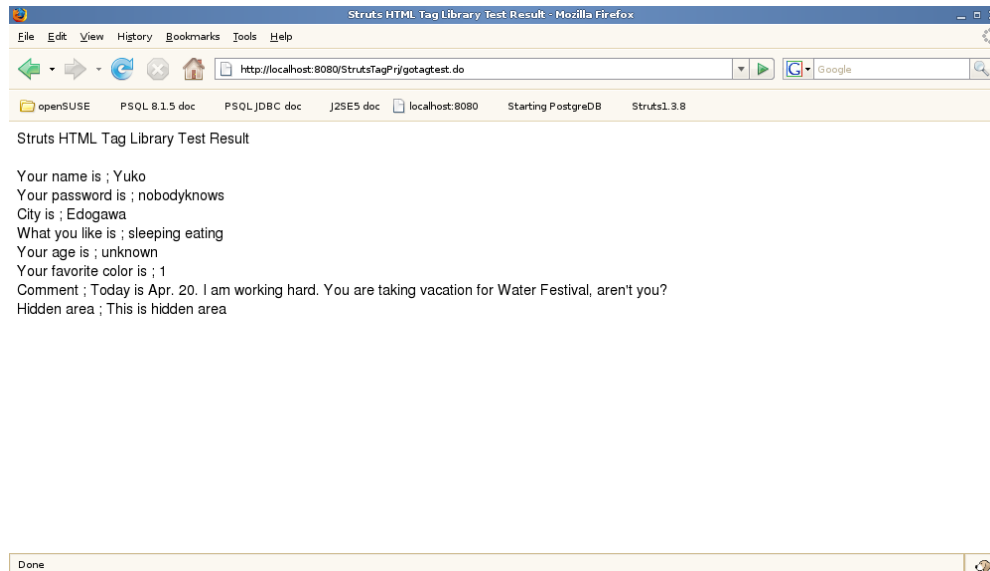 Struts HTML Tag Library Test Result - Mozilla Firefox
File Edit View History Bookmarks Tools Help
http://localhost:8080/StrutsTagPrj/gotagtest.do
G Google
openSUSE PSQL 8.1.5 doc PSQL JDBC doc J2SE5 doc localhost:8080 Starting PostgreDB Struts1.3.8
Struts HTML Tag Library Test Result
Your name is ; Yuko
Your password is ; nobodyknows
City is ; Edogawa
What you like is ; sleeping eating
Your age is ; unknown
Your favorite color is ; 1
Comment ; Today is Apr. 20. I am working hard. You are taking vacation for Water Festival, aren't you?
Hidden area ; This is hidden area
Done